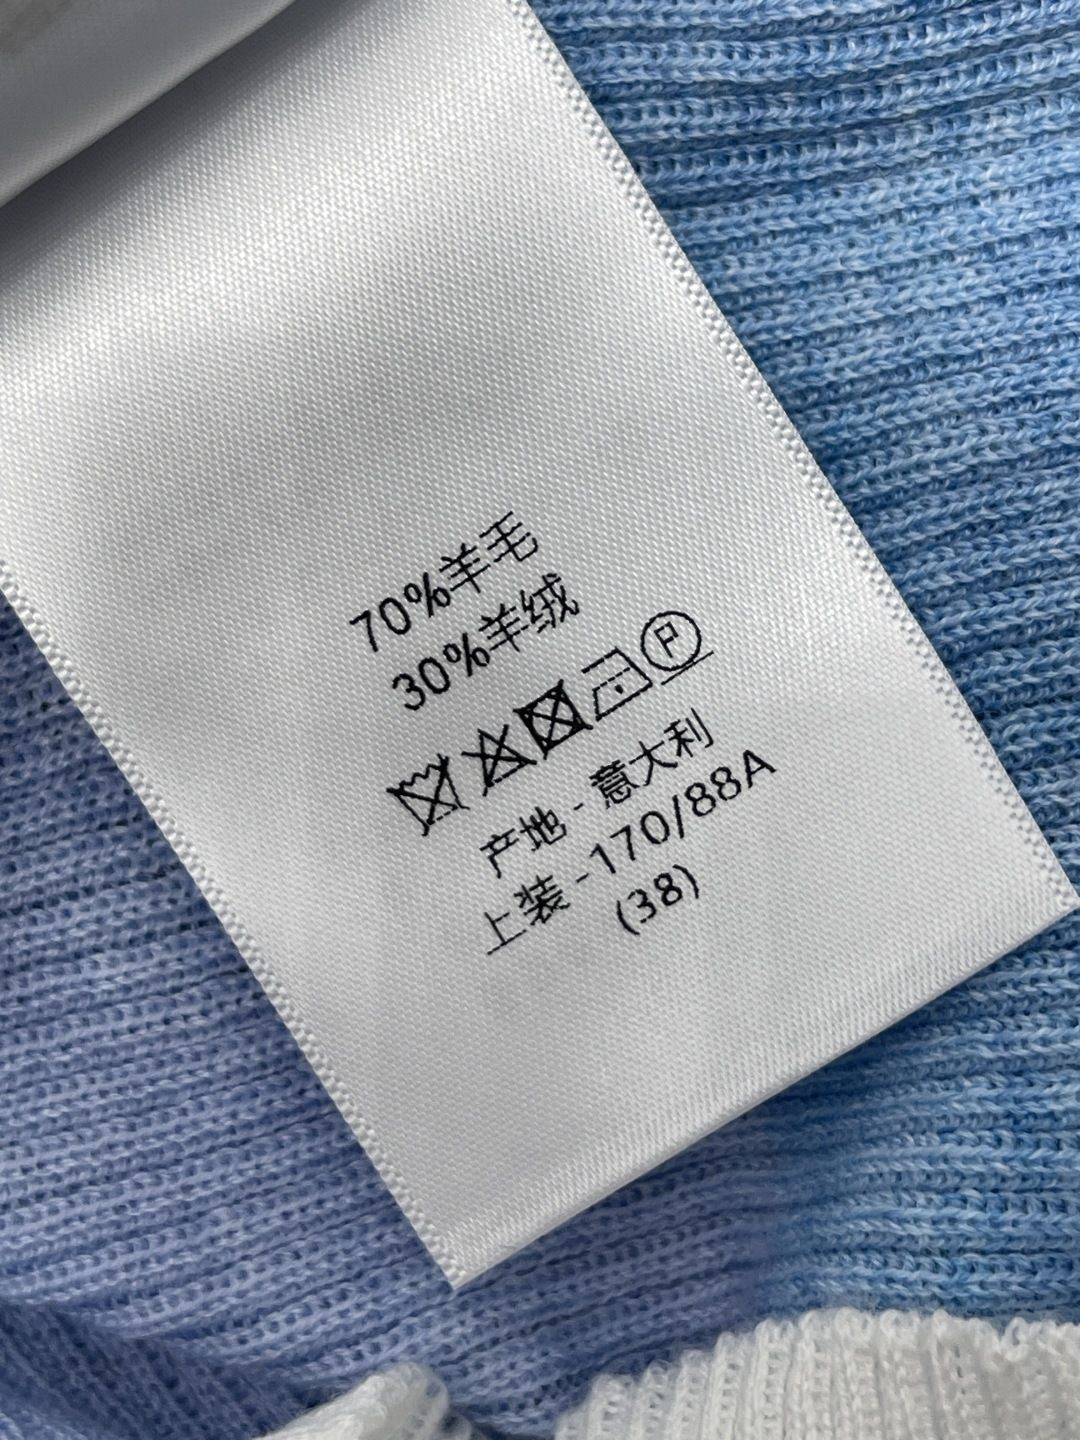 70%羊毛
30%羊绒
P
产地 - 意大利
上装 -170/88A
(38)